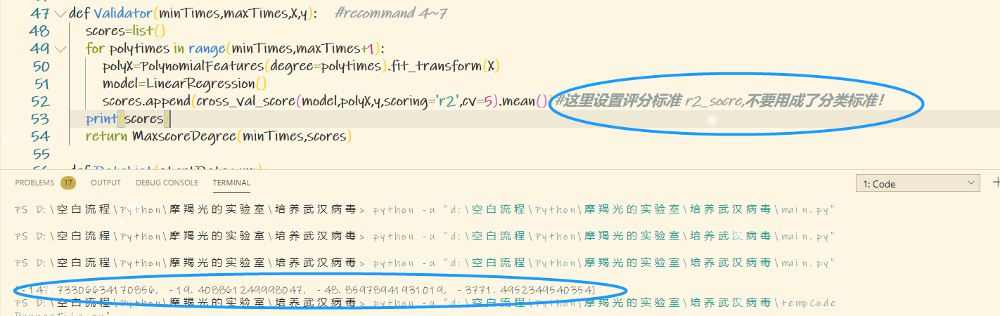 47 def Validator(minTimes,maxTimes,X,y): #recommand 4~7
48 scores=list()
49 for polytimes in range(minTimes,maxTimes+1):
50 polyX=PolynomialFeatures(degree=polytimes).fit_transform(X)
51 model=LinearRegression()
52 scores.append(cross_val_score(model,polyX,y,scoring='r2',cv=5).mean()) #这里设置评分标准 r2_socre,不要用成了分类标准!
53 print(scores)
54 return MaxscoreDegree(minTimes,scores)
55
PROBLEMS 17 OUTPUT DEBUG CONSOLE TERMINAL 1: Code
PS D:\空白流程\Python\摩羯光的实验室\培养武汉病毒> python -u "d:\空白流程\Python\摩羯光的实验室\培养武汉病毒\main.py"
PS D:\空白流程\Python\摩羯光的实验室\培养武汉病毒> python -u "d:\空白流程\Python\摩羯光的实验室\培养武汉病毒\main.py"
PS D:\空白流程\Python\摩羯光的实验室\培养武汉病毒> python -u "d:\空白流程\Python\摩羯光的实验室\培养武汉病毒\main.py"
[-147.73306634170856, -19.408861249998047, -48.85978941931019, -3771.4952349540354]
PS D:\空白流程\Python\摩羯光的实验室\培养武汉病毒> python -u "d:\空白流程\Python\摩羯光的实验室\培养武汉病毒\tempCode